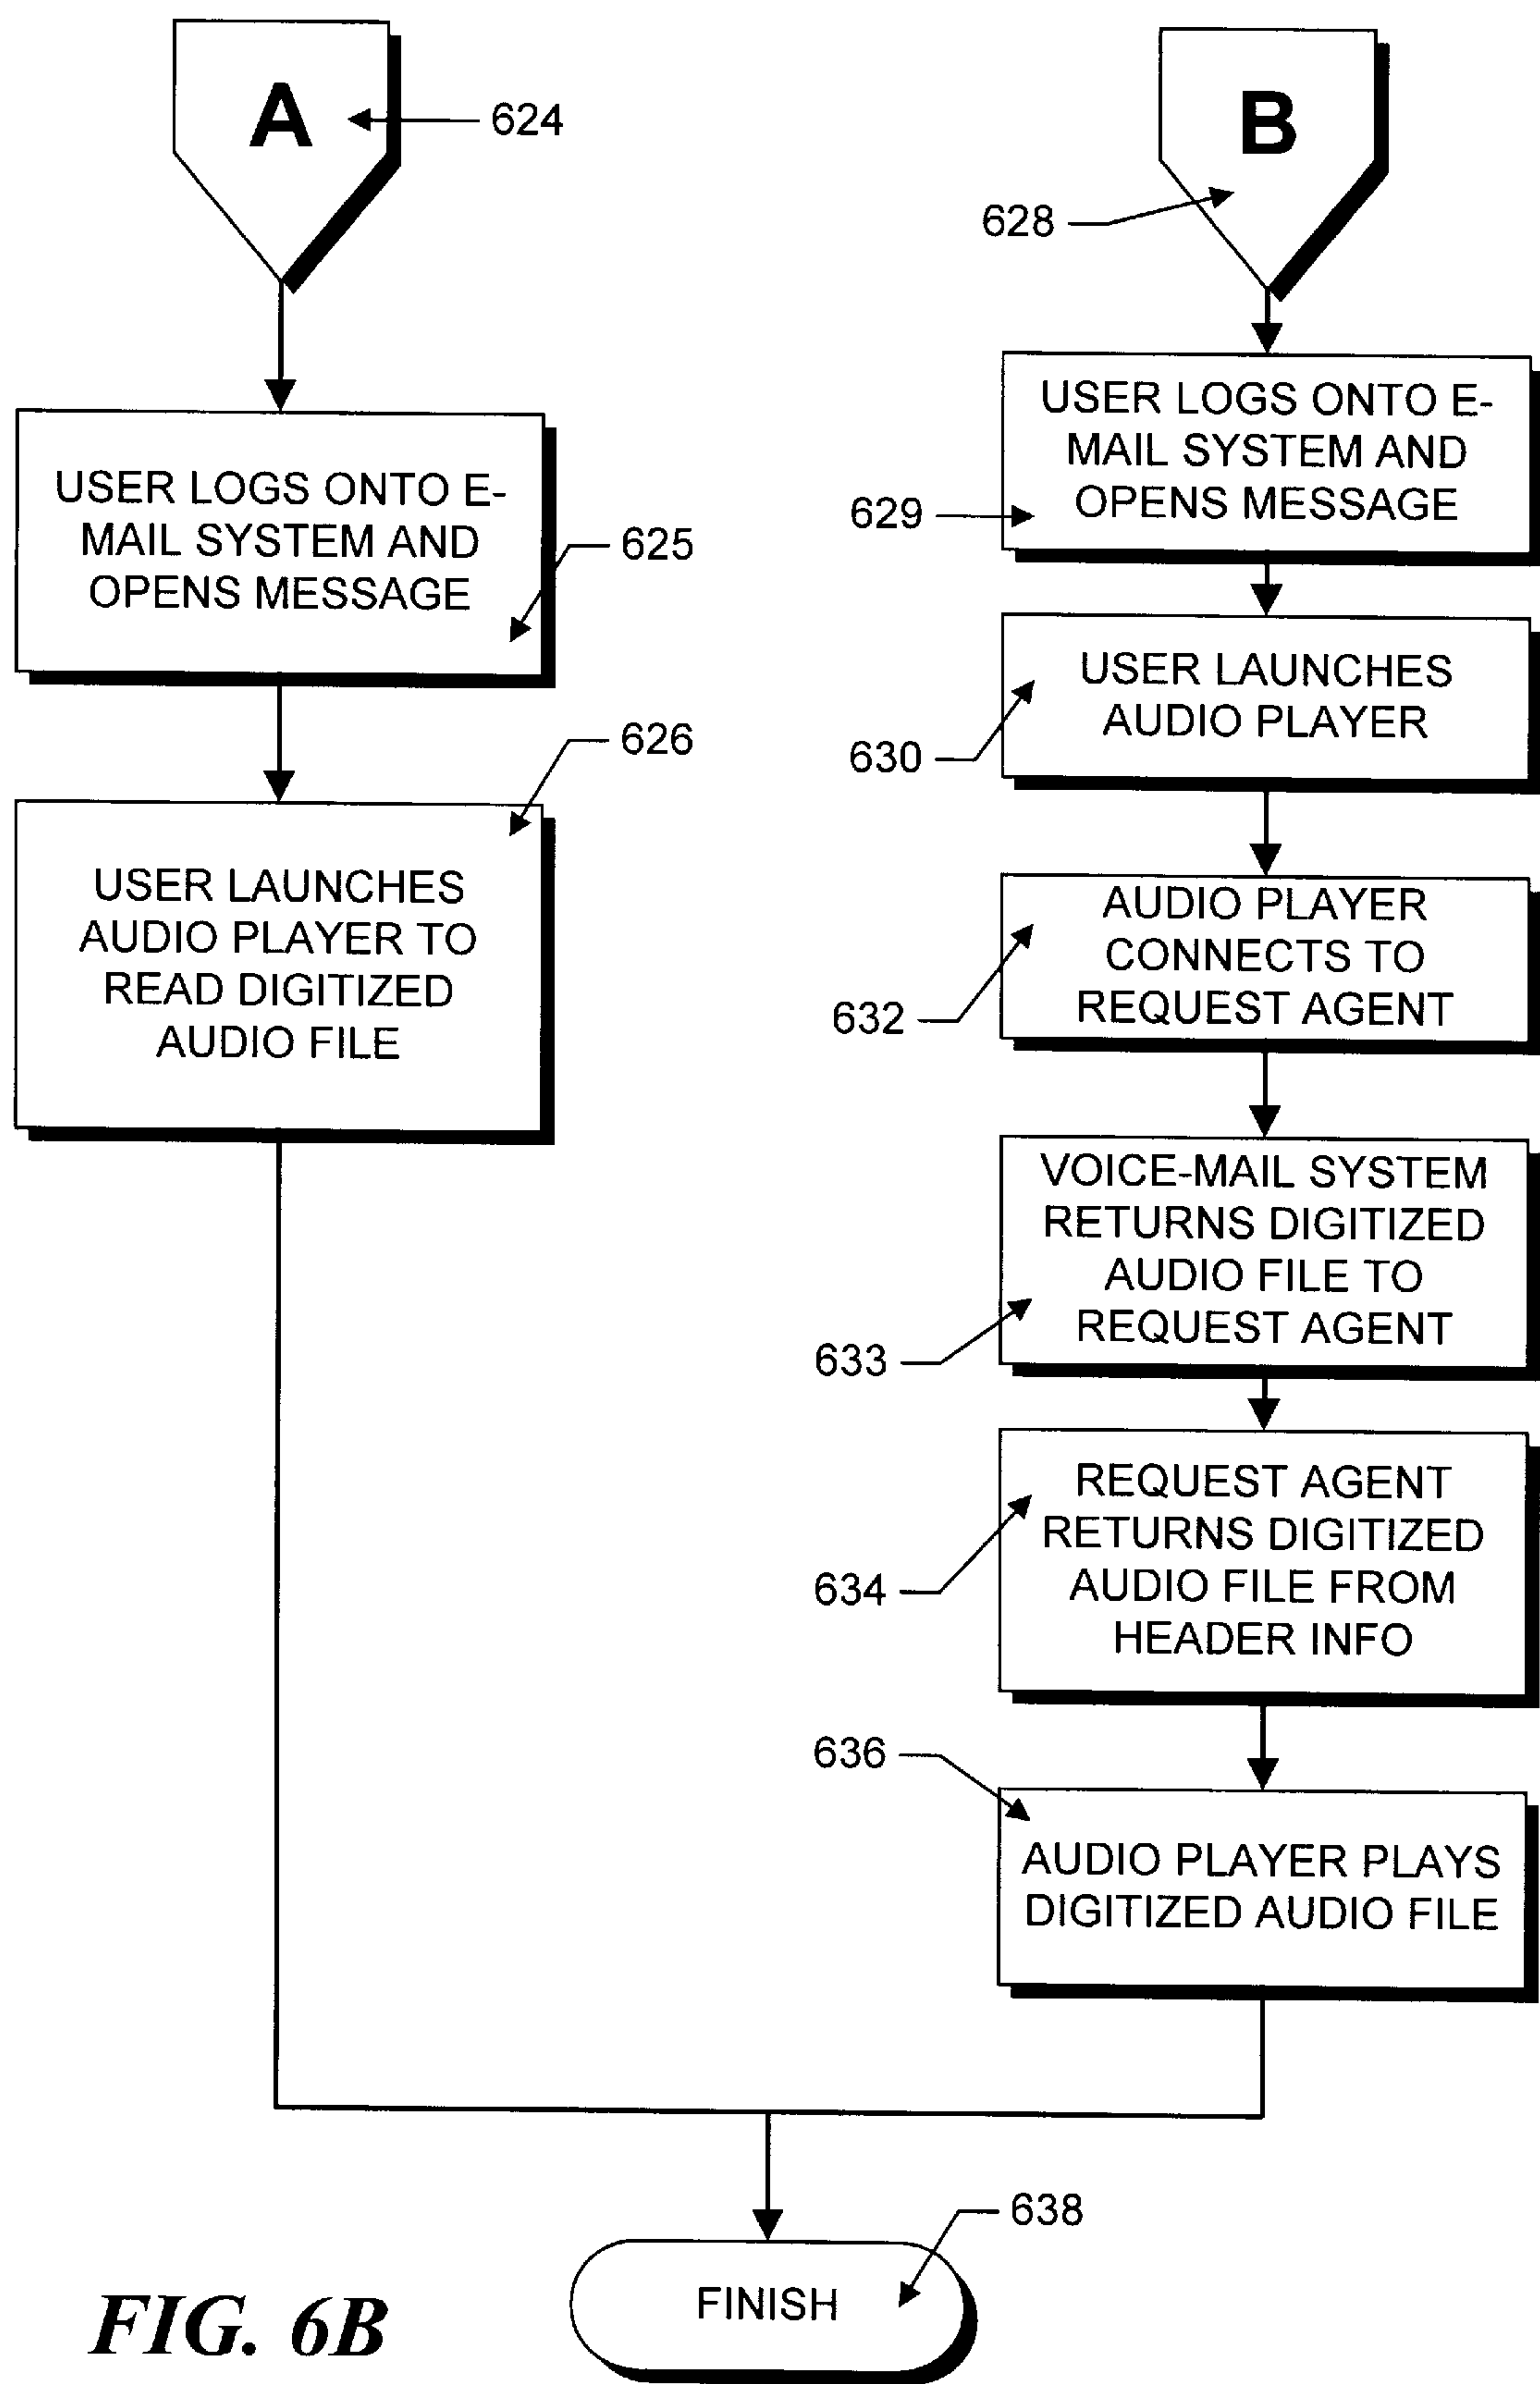 A
624
USER LOGS ONTO E-
MAIL SYSTEM AND
OPENS MESSAGE
625
626
USER LAUNCHES
AUDIO PLAYER TO
READ DIGITIZED
AUDIO FILE
B
628
USER LOGS ONTO E-
MAIL SYSTEM AND
OPENS MESSAGE
629
USER LAUNCHES
AUDIO PLAYER
630
AUDIO PLAYER
CONNECTS TO
REQUEST AGENT
632
VOICE-MAIL SYSTEM
RETURNS DIGITIZED
AUDIO FILE TO
REQUEST AGENT
633
REQUEST AGENT
RETURNS DIGITIZED
AUDIO FILE FROM
HEADER INFO
634
636
AUDIO PLAYER PLAYS
DIGITIZED AUDIO FILE
638
FINISH
FIG. 6B